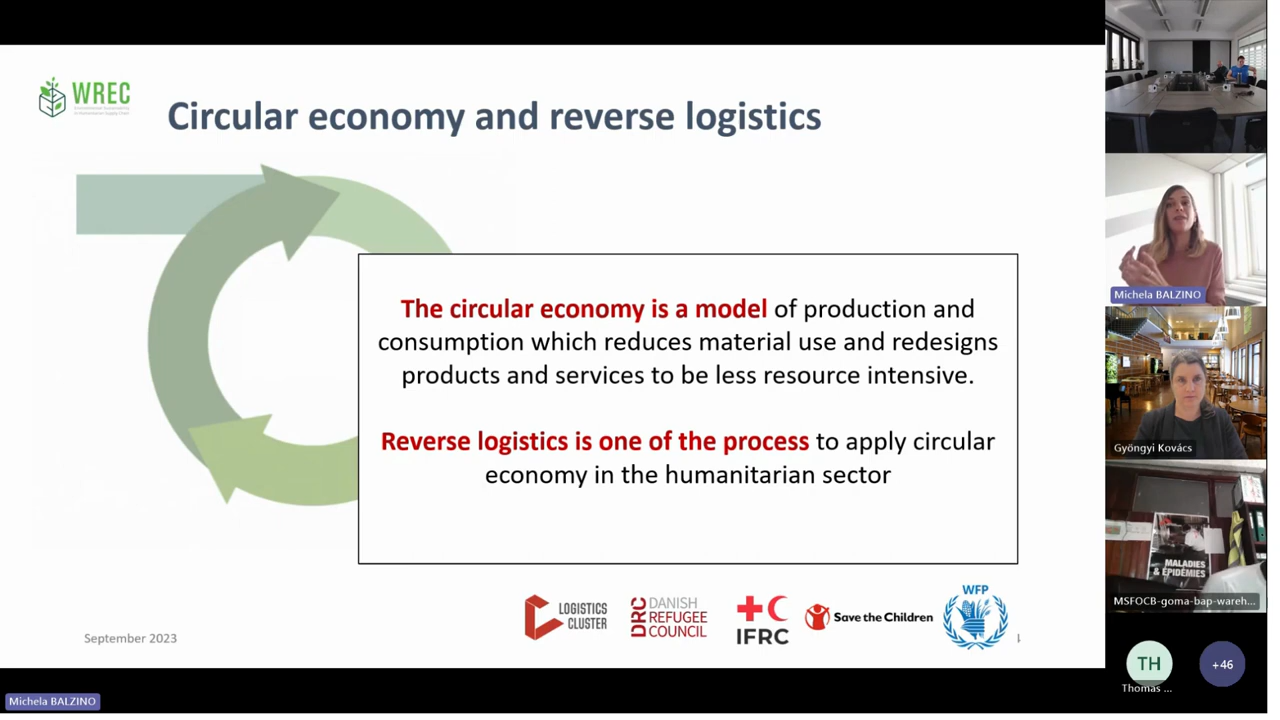 WREC
Circular economy and reverse logistics
The circular economy is a model of production and
consumption which reduces material use and redesigns
products and services to be less resource intensive.
Reverse logistics is one of the process to apply circular
economy in the humanitarian sector
September 2023
LOGISTICS
CLUSTER
DRC
DANISH
REFUGEE
COUNCIL
IFRC
Save the Children
WFP
Michela BALZINO
Michela BALZINO
Gyöngyi Kovács
MALADIES
& ÉPIDÉMIES
MSFOCB-goma-bap-wareh...
TH
Thomas ...
+46